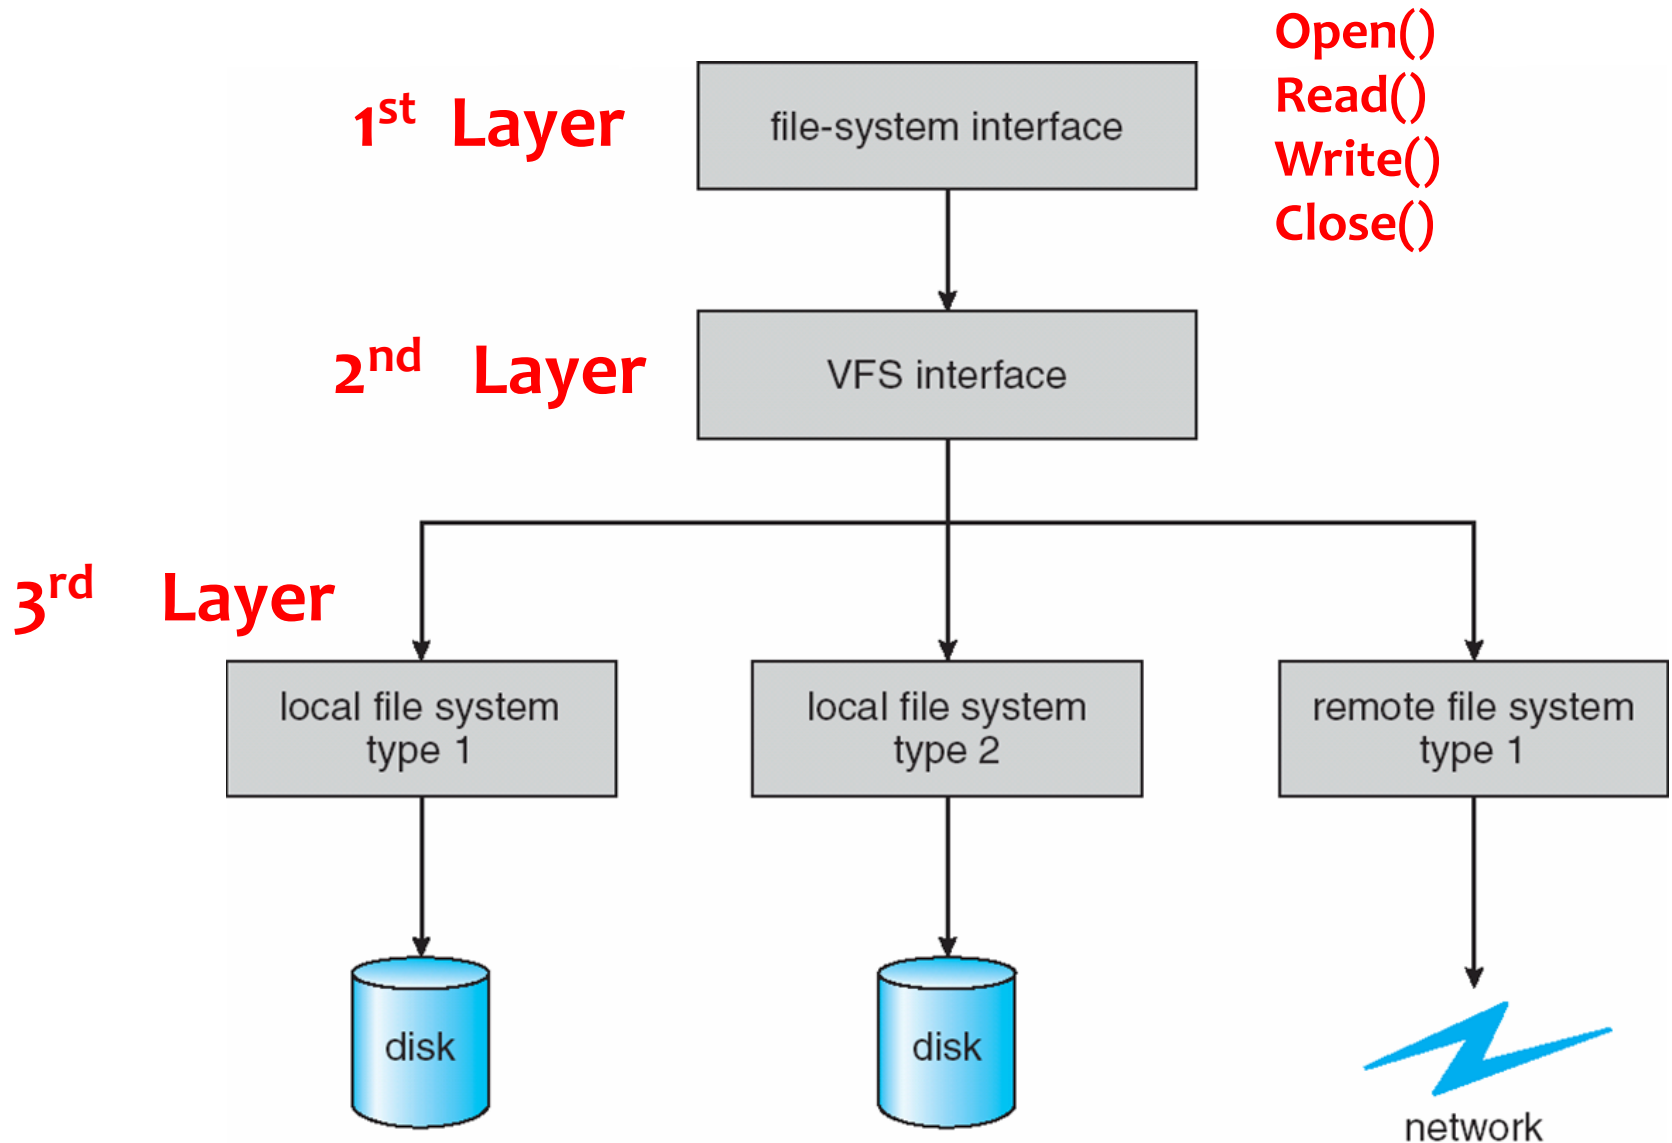 Open()
Read()
Write()
Close()
1st Layer
file-system interface
2nd Layer
VFS interface
3rd Layer
local file system
type 1
local file system
type 2
remote file system
type 1
disk
disk
network